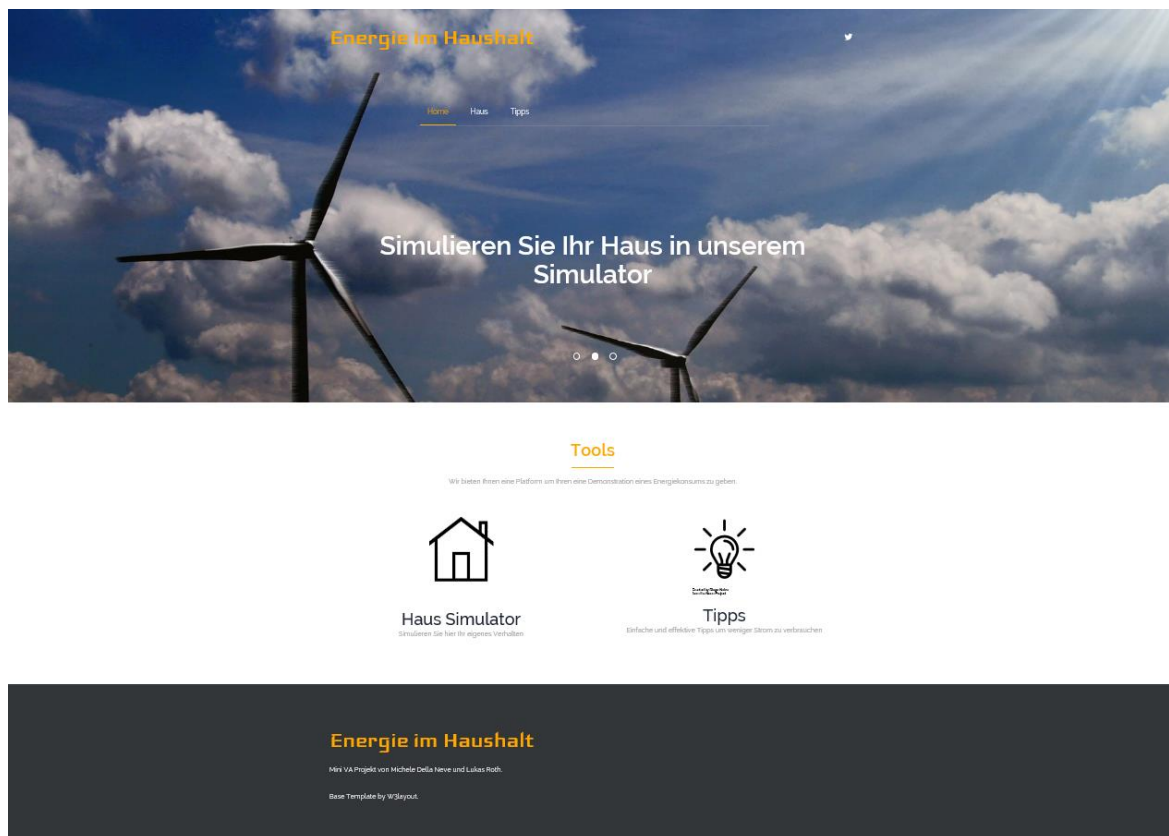 Energie im Haushalt
Home Haus Tipps
Simulieren Sie Ihr Haus in unserem
Simulator
Tools
Wir bieten Ihnen eine Platform um Ihnen eine Demonstration eines Energiekonsums zu geben.
Haus Simulator
Simulieren Sie hier Ihr eigenes Verhalten
Tipps
Einfache und effektive Tipps um weniger Strom zu verbrauchen
Energie im Haushalt
Mini VA Projekt von Michele Della Neve und Lukas Roth.
Base Template by W3layout.